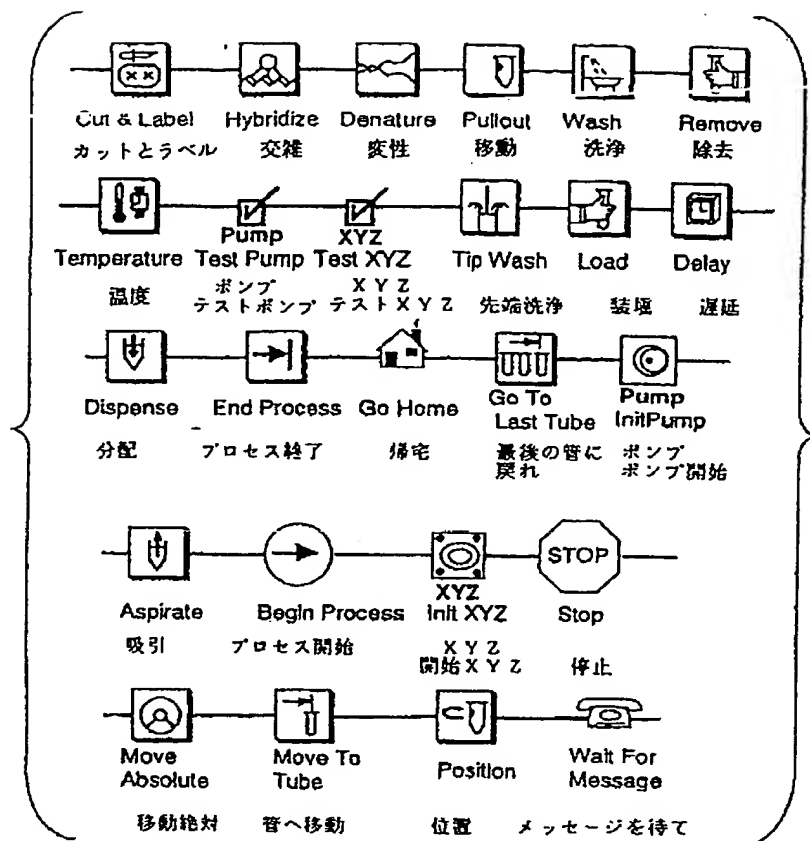 Cut & Label Hybridize Denature Pullout Wash Remove
カットとラベル 交雑 変性 移動 洗浄 除去
Pump XYZ
Temperature Test Pump Test XYZ Tip Wash Load Delay
ポンプ X Y Z
温度 テストポンプ テストX Y Z 先端洗浄 装塡 遅延
Dispense End Process Go Home Go To Last Tube Pump InitPump
分配 プロセス終了 帰宅 最後の管に戻れ ポンプ ポンプ開始
STOP
XYZ
Aspirate Begin Process Init XYZ Stop
吸引 プロセス開始 X Y Z 開始X Y Z 停止
Move Absolute Move To Tube Position Wait For Message
移動絶対 管へ移動 位置 メッセージを待て